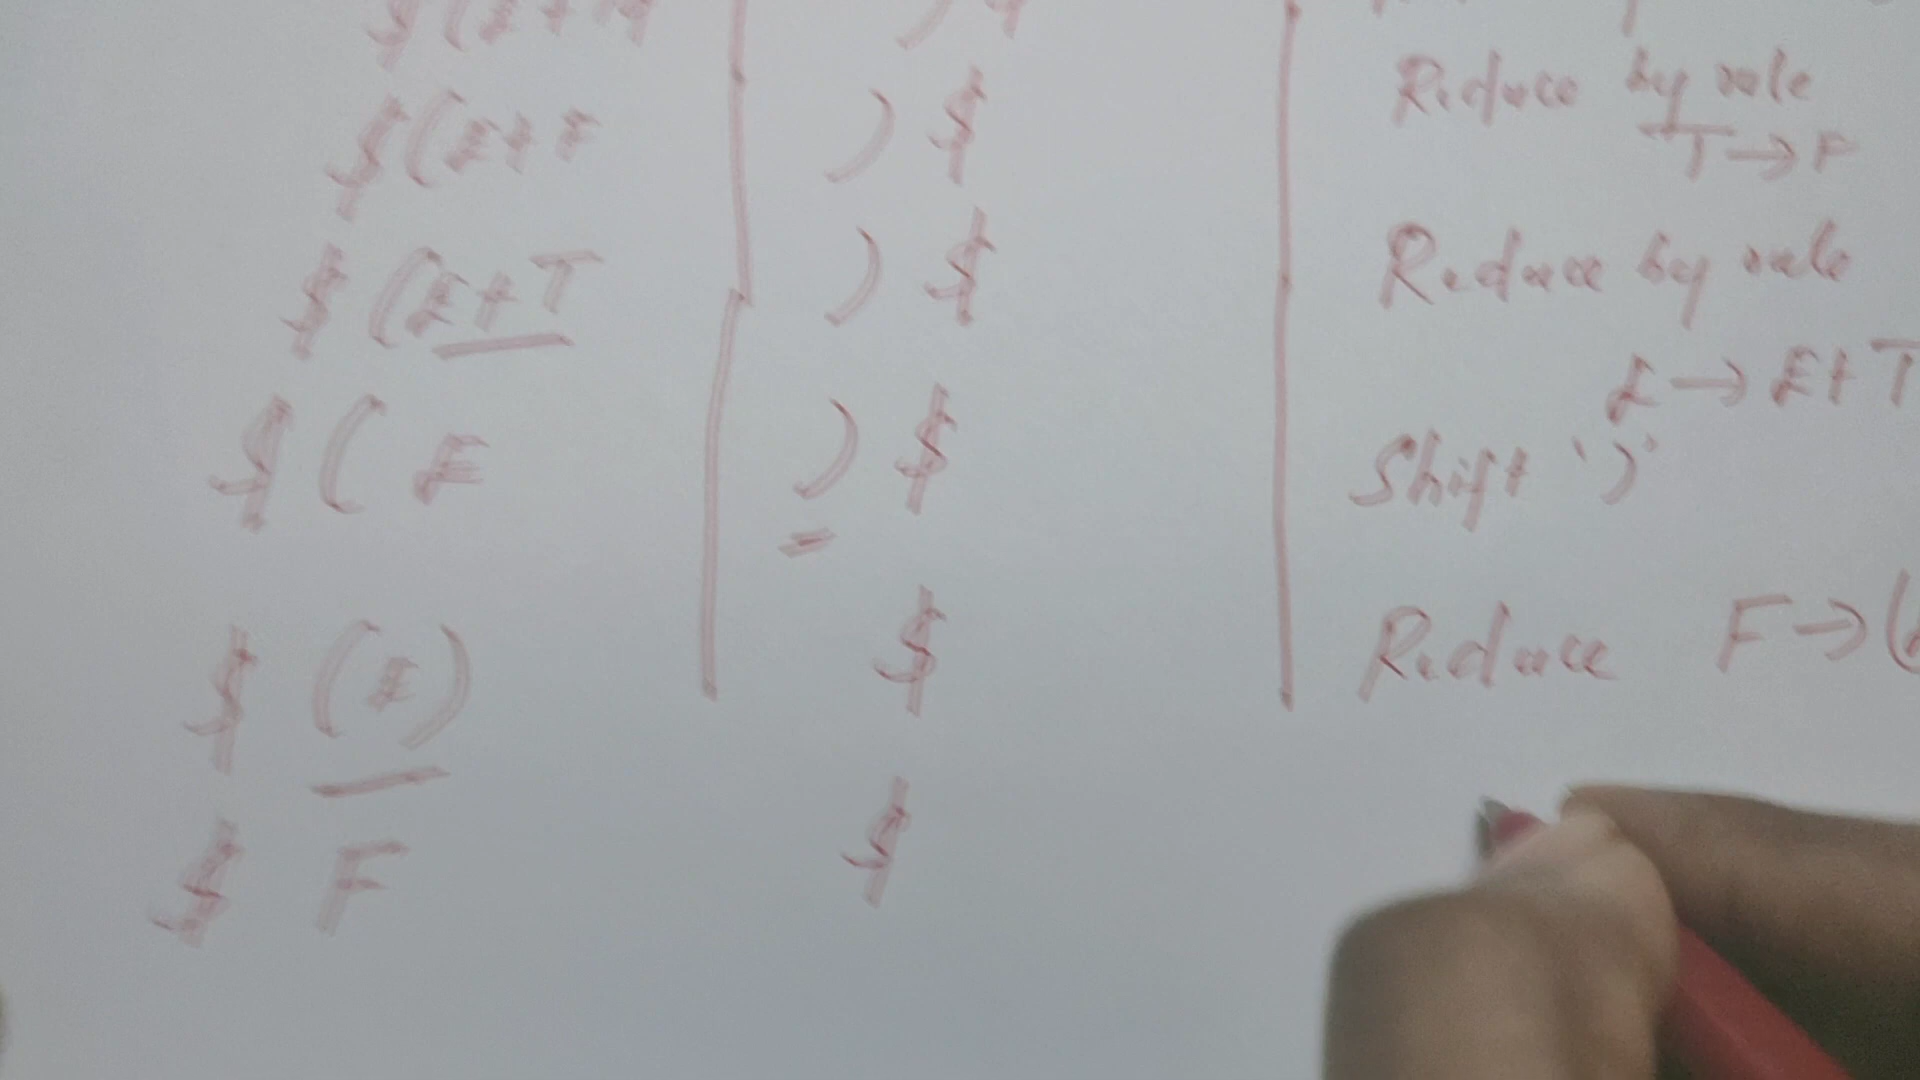 $(E+F )$ Reduce by rule
T→F
$(E+T )$ Reduce by rule
E→E+T
$(E )$ Shift ')'
$(E) $ Reduce F→(
$ F $